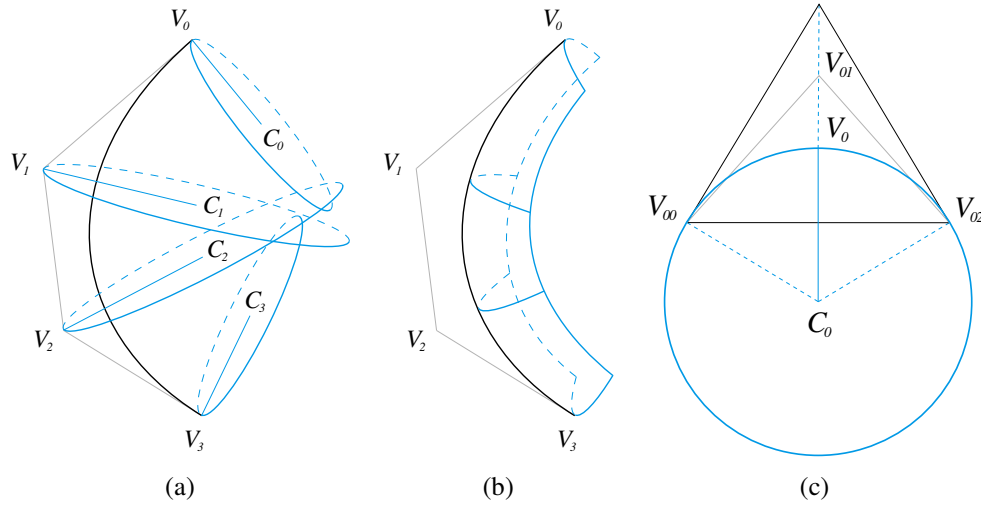 V₀
C₀
V₁
C₁
C₂
C₃
V₂
V₃
(a)
V₀
V₁
V₂
V₃
(b)
V₀₁
V₀
V₀₀
V₀₂
C₀
(c)